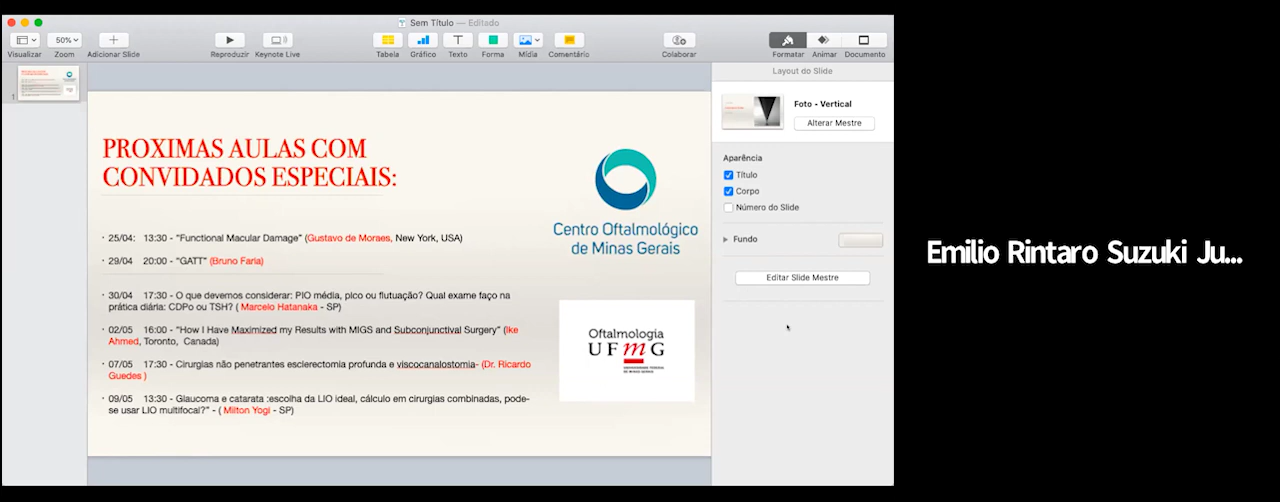 Sem Título — Editado
Visualizar
50%
Zoom
Adicionar Slide
Reproduzir
Keynote Live
Tabela
Gráfico
Texto
Forma
Mídia
Comentário
Colaborar
Formatar
Animar
Documento
1
PROXIMAS AULAS COM
CONVIDADOS ESPECIAIS:
· 25/04: 13:30 - "Functional Macular Damage" (Gustavo de Moraes, New York, USA)
· 29/04 20:00 - "GATT" (Bruno Faria)
· 30/04 17:30 - O que devemos considerar: PIO média, pico ou flutuação? Qual exame faço na
prática diária: CDPo ou TSH? ( Marcelo Hatanaka - SP)
· 02/05 16:00 - "How I Have Maximized my Results with MIGS and Subconjunctival Surgery" (Ike
Ahmed, Toronto, Canada)
· 07/05 17:30 - Cirurgias não penetrantes esclerectomia profunda e viscocanalostomia- (Dr. Ricardo
Guedes )
· 09/05 13:30 - Glaucoma e catarata :escolha da LIO ideal, cálculo em cirurgias combinadas, pode-
se usar LIO multifocal?" - ( Milton Yogi - SP)
Centro Oftalmológico
de Minas Gerais
Oftalmologia
UFmG
UNIVERSIDADE FEDERAL
DE MINAS GERAIS
Layout do Slide
Foto - Vertical
Alterar Mestre
Aparência
Título
Corpo
Número do Slide
Fundo
Editar Slide Mestre
Emilio Rintaro Suzuki Ju...